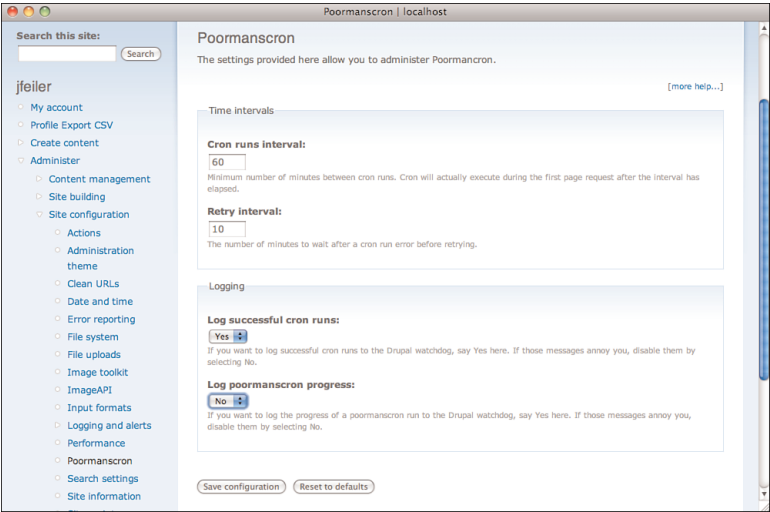 Poormanscron | localhost
Search this site:
Search
jfeiler
My account
Profile Export CSV
Create content
Administer
Content management
Site building
Site configuration
Actions
Administration
theme
Clean URLs
Date and time
Error reporting
File system
File uploads
Image toolkit
ImageAPI
Input formats
Logging and alerts
Performance
Poormanscron
Search settings
Site information
Poormanscron
The settings provided here allow you to administer Poormancron.
[more help...]
Time intervals
Cron runs interval:
60
Minimum number of minutes between cron runs. Cron will actually execute during the first page request after the interval has
elapsed.
Retry interval:
10
The number of minutes to wait after a cron run error before retrying.
Logging
Log successful cron runs:
Yes
If you want to log successful cron runs to the Drupal watchdog, say Yes here. If those messages annoy you, disable them by
selecting No.
Log poormanscron progress:
No
If you want to log the progress of a poormanscron run to the Drupal watchdog, say Yes here. If those messages annoy you,
disable them by selecting No.
Save configuration
Reset to defaults